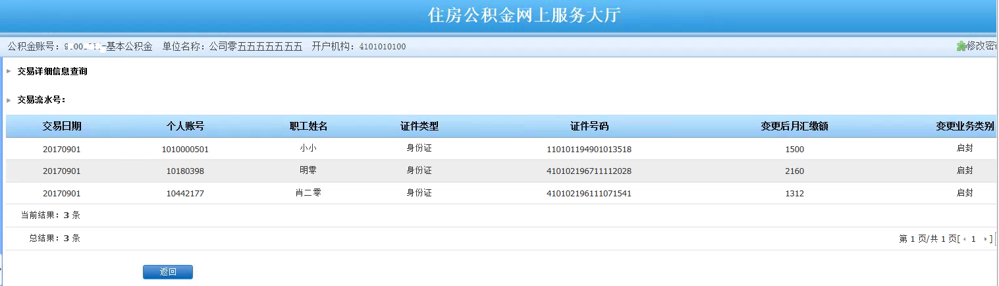 住房公积金网上服务大厅
公积金账号： -基本公积金 单位名称：公司零五五五五五五五 开户机构：4101010100 修改密
交易详细信息查询
交易流水号：
交易日期 个人账号 职工姓名 证件类型 证件号码 变更后月汇缴额 变更业务类别
20170901 1010000501 小小 身份证 110101194901013518 1500 启封
20170901 10180398 明零 身份证 410102196711112028 2160 启封
20170901 10442177 肖二零 身份证 410102196111071541 1312 启封
当前结果：3 条
总结果：3 条 第 1 页/共 1 页[ 1 ]
返回